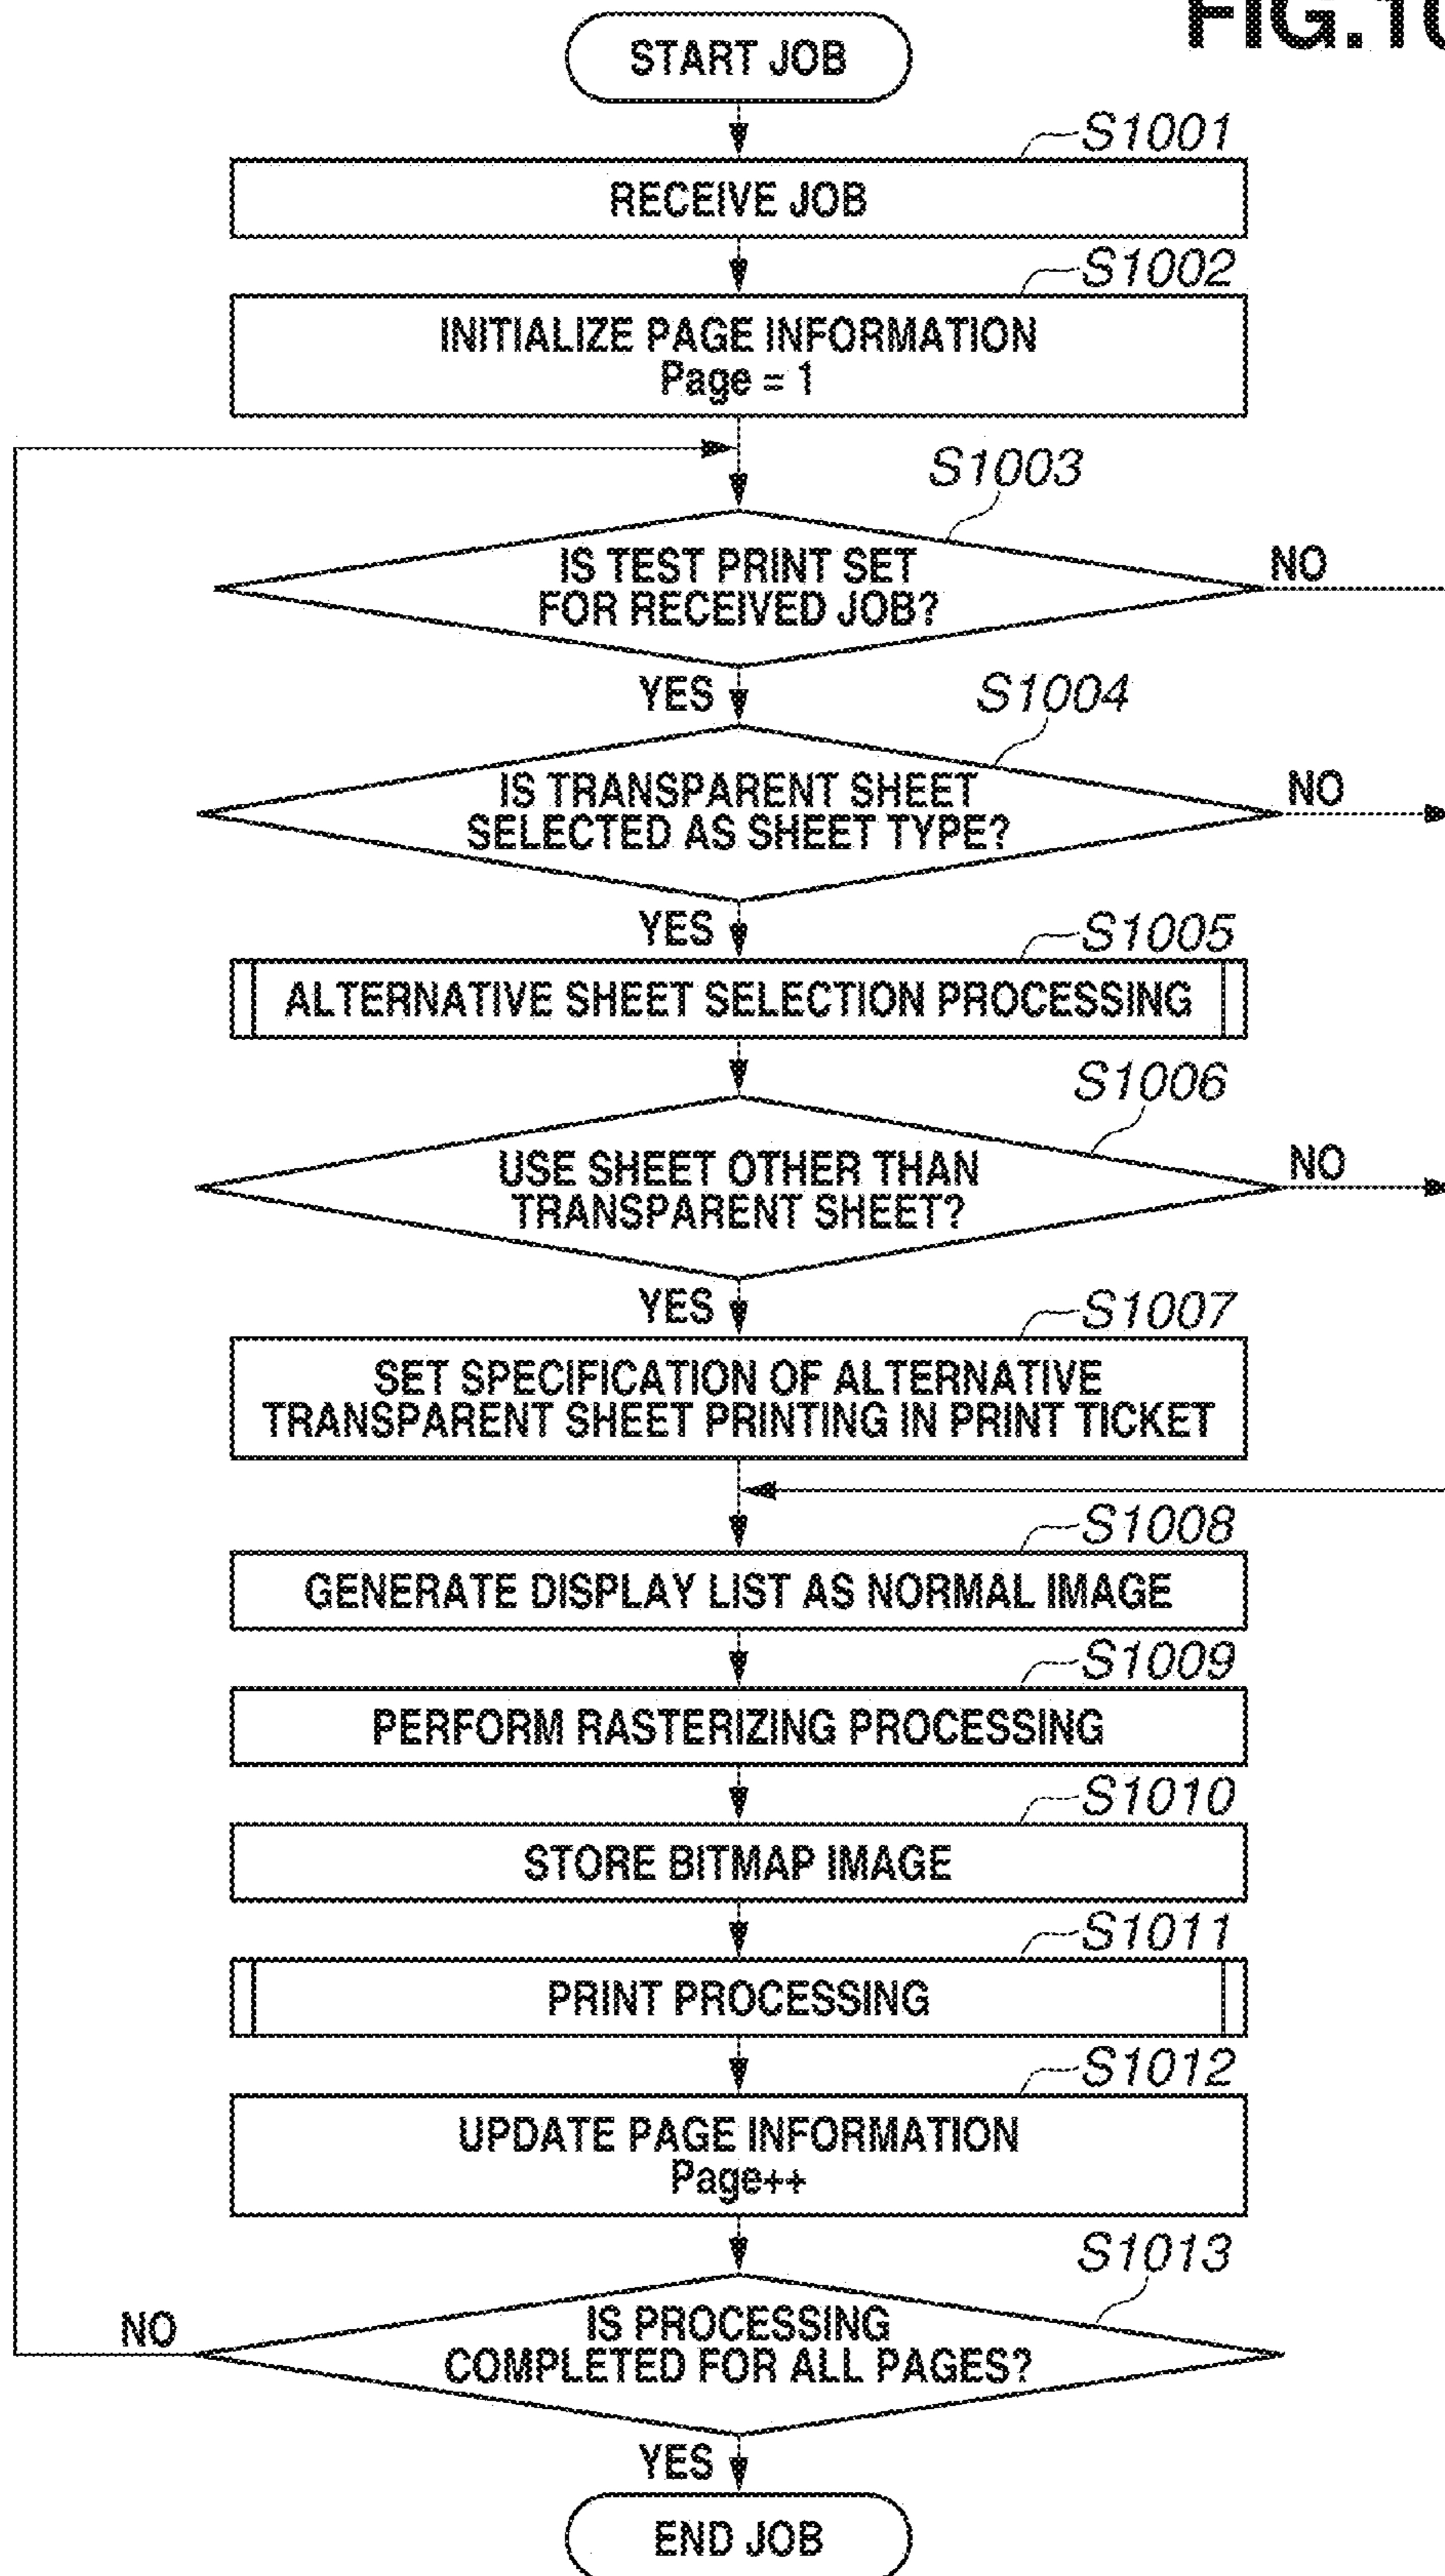 FIG.10
START JOB
S1001
RECEIVE JOB
S1002
INITIALIZE PAGE INFORMATION
Page = 1
S1003
IS TEST PRINT SET
FOR RECEIVED JOB?
NO
YES
S1004
IS TRANSPARENT SHEET
SELECTED AS SHEET TYPE?
NO
YES
S1005
ALTERNATIVE SHEET SELECTION PROCESSING
S1006
USE SHEET OTHER THAN
TRANSPARENT SHEET?
NO
YES
S1007
SET SPECIFICATION OF ALTERNATIVE
TRANSPARENT SHEET PRINTING IN PRINT TICKET
S1008
GENERATE DISPLAY LIST AS NORMAL IMAGE
S1009
PERFORM RASTERIZING PROCESSING
S1010
STORE BITMAP IMAGE
S1011
PRINT PROCESSING
S1012
UPDATE PAGE INFORMATION
Page++
S1013
IS PROCESSING
COMPLETED FOR ALL PAGES?
NO
YES
END JOB